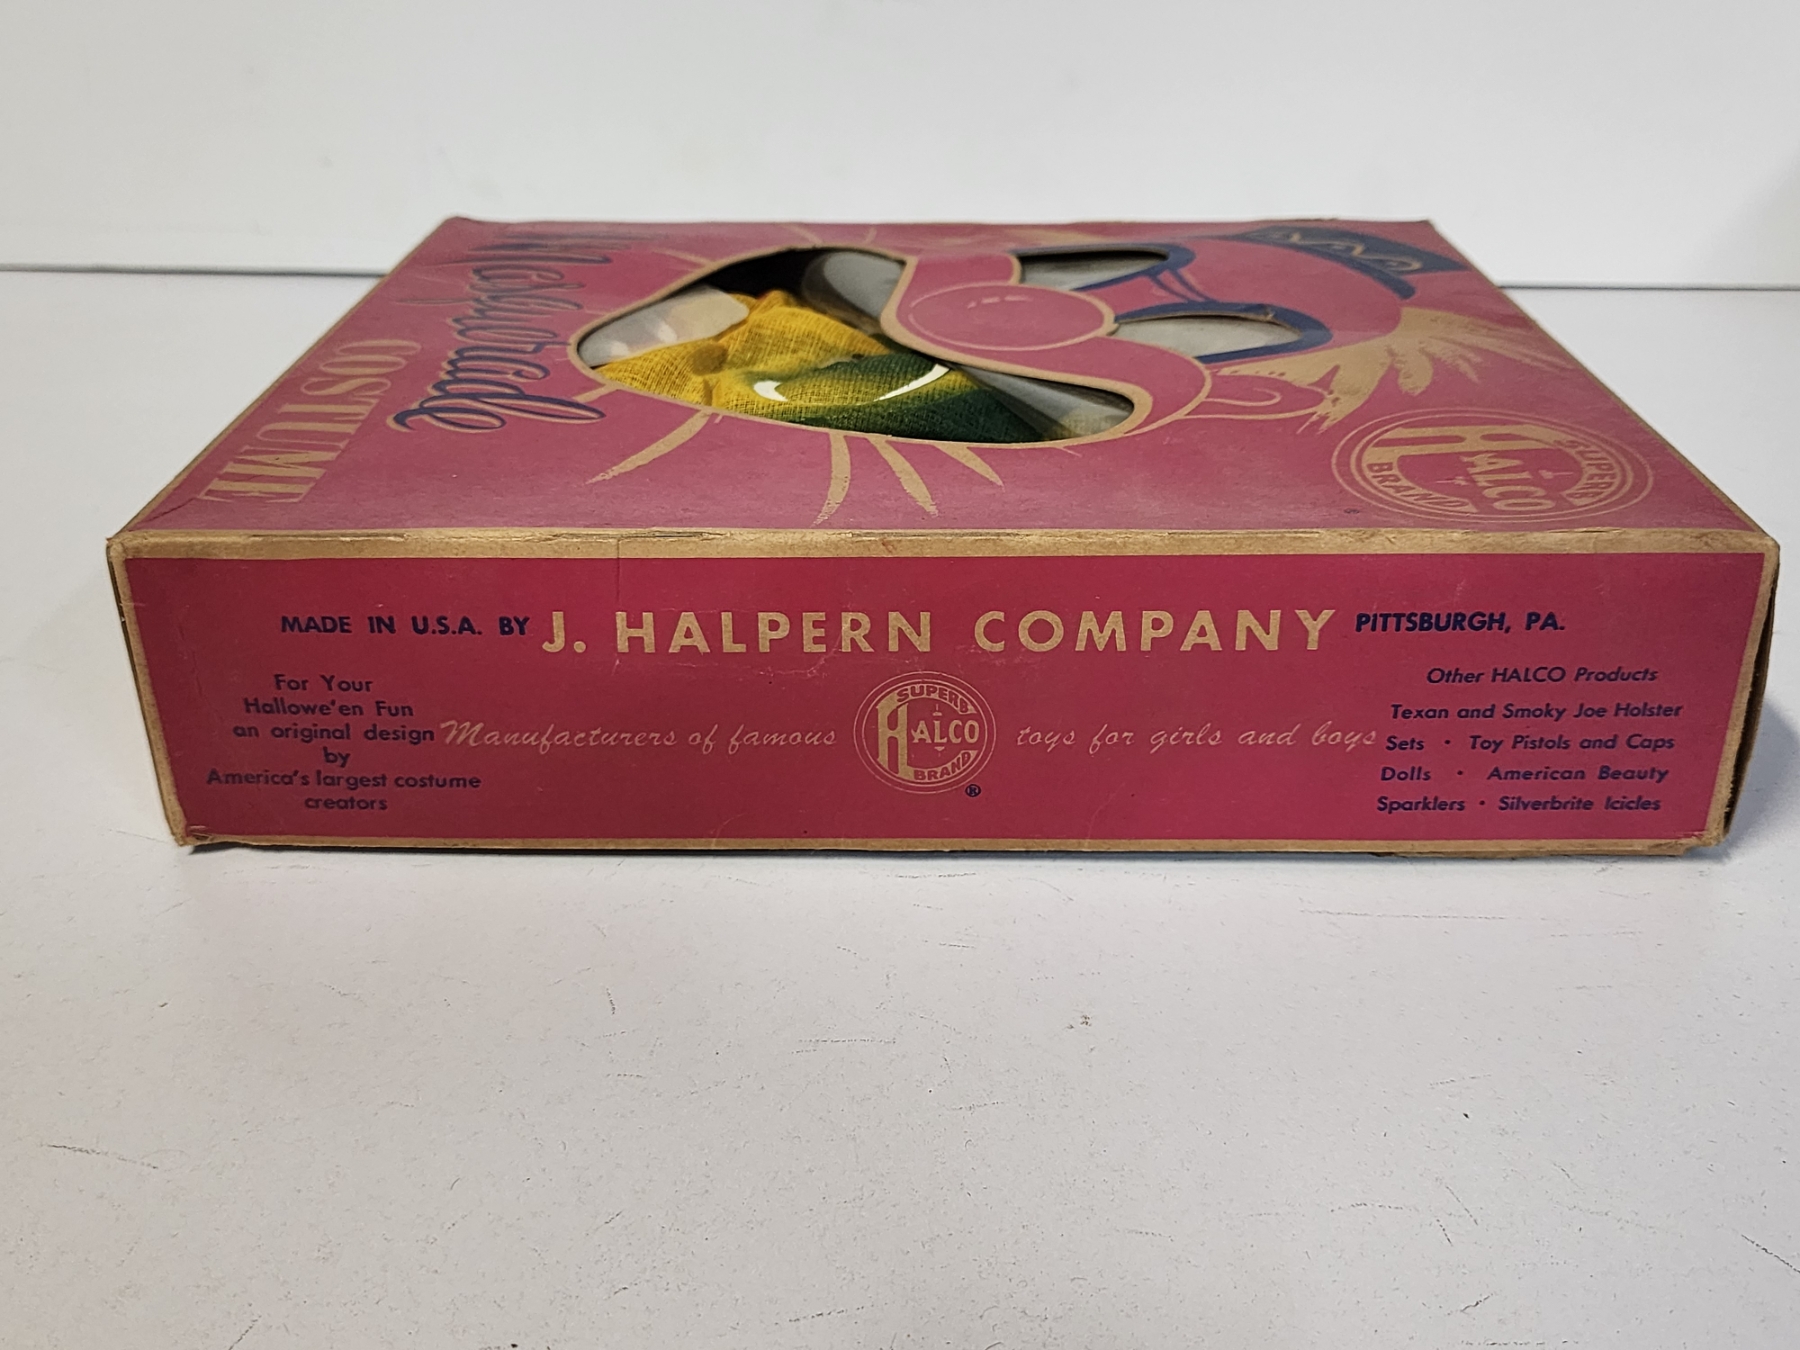 Masquerade
COSTUME
SUPERB
HALCO
BRAND
MADE IN U.S.A. BY J. HALPERN COMPANY PITTSBURGH, PA.
For Your
Hallowe'en Fun
an original design
by
America's largest costume
creators
Manufacturers of famous
SUPERB
HALCO
BRAND
®
toys for girls and boys
Other HALCO Products
Texan and Smoky Joe Holster
Sets · Toy Pistols and Caps
Dolls · American Beauty
Sparklers · Silverbrite Icicles